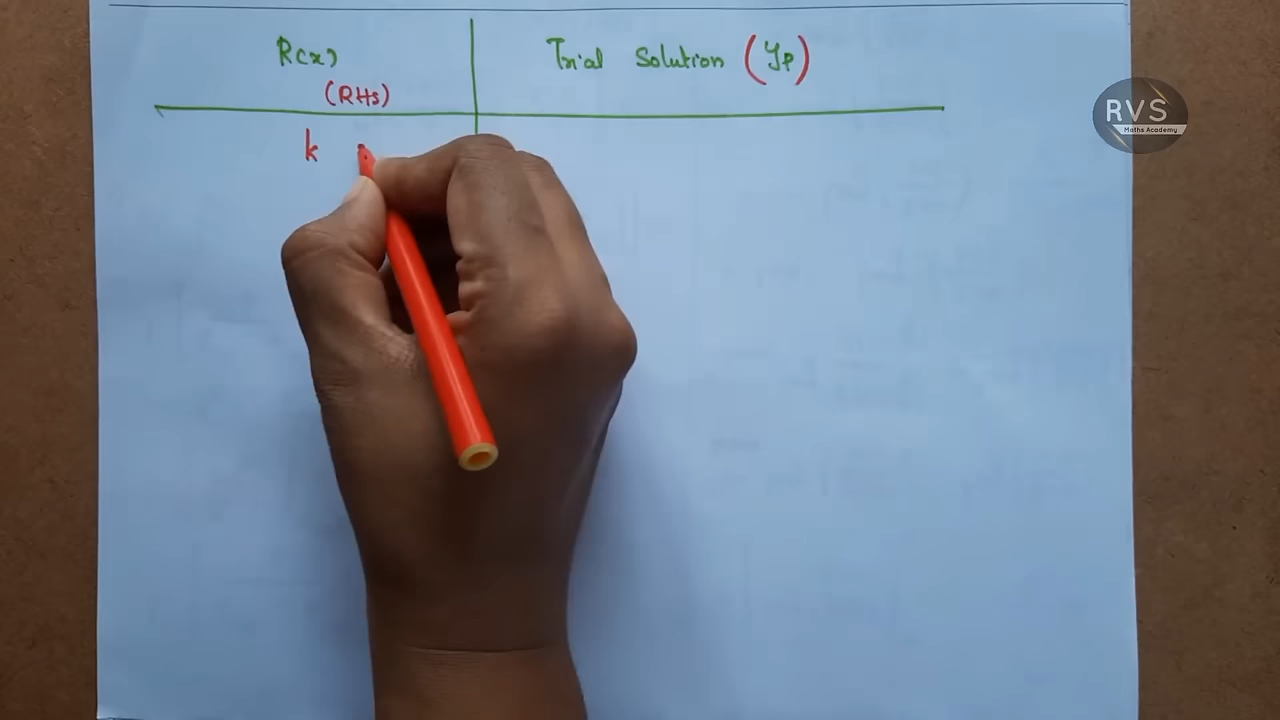 R(x) Trial Solution (yp)
(RHS)
k
RVS
Maths Academy